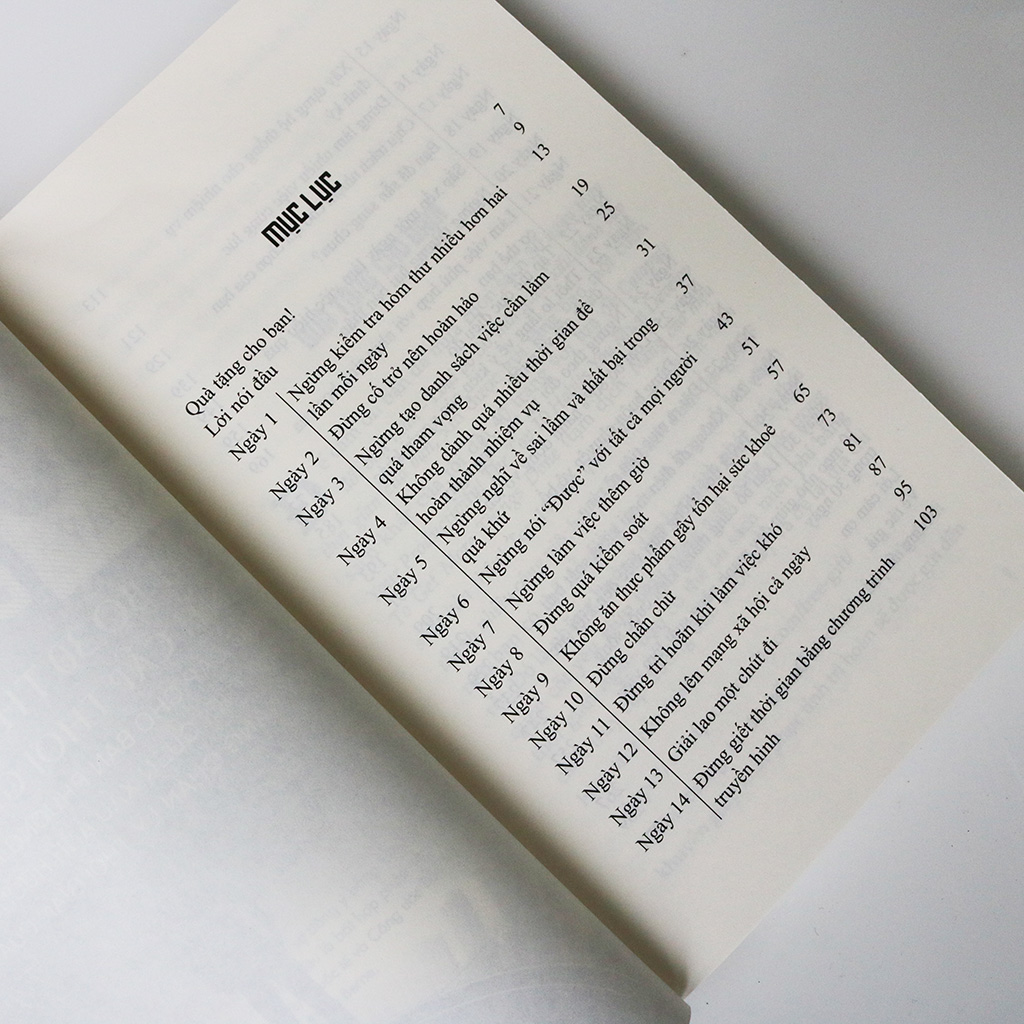 MỤC LỤC
Quà tặng cho bạn! 7
Lời nói đầu 9
Ngày 1 Ngưng kiểm tra hòm thư nhiều hơn hai 13
lần mỗi ngày
Ngày 2 Đừng cố trở nên hoàn hảo 19
Ngày 3 Ngừng tạo danh sách việc cần làm 25
quá tham vọng
Ngày 4 Không dành quá nhiều thời gian để 31
hoàn thành nhiệm vụ
Ngày 5 Ngừng nghĩ về sai lầm và thất bại trong 37
quá khứ
Ngày 6 Ngừng nói “Được” với tất cả mọi người 43
Ngày 7 Ngừng làm việc thêm giờ 51
Ngày 8 Đừng quá kiểm soát 57
Ngày 9 Không ăn thực phẩm gây tổn hại sức khoẻ 65
Ngày 10 Đừng chần chừ 73
Ngày 11 Đừng trì hoãn khi làm việc khó 81
Ngày 12 Không lên mạng xã hội cả ngày 87
Ngày 13 Giải lao một chút đi 95
Ngày 14 Đừng giết thời gian bằng chương trình 103
truyền hình